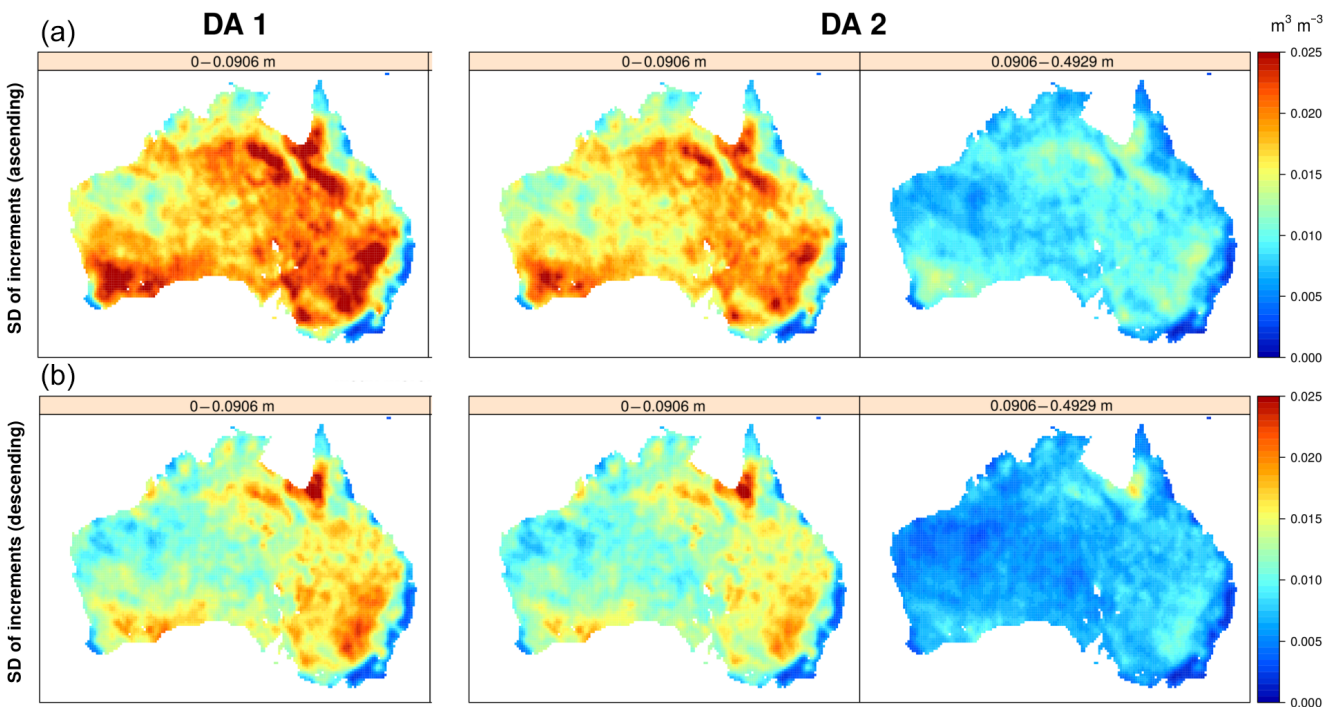 (a)
DA 1
DA 2
m³ m⁻³
SD of increments (ascending)
0−0.0906 m
0−0.0906 m
0.0906−0.4929 m
0.025
0.020
0.015
0.010
0.005
0.000
(b)
SD of increments (descending)
0−0.0906 m
0−0.0906 m
0.0906−0.4929 m
0.025
0.020
0.015
0.010
0.005
0.000